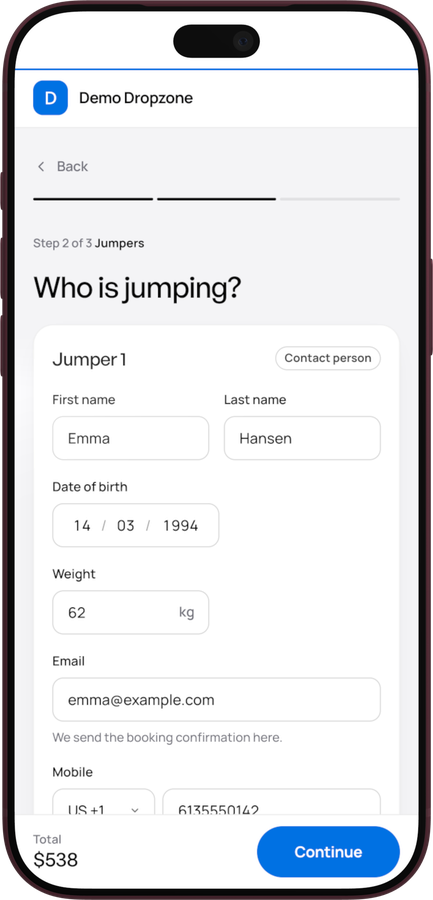 D Demo Dropzone
Back
Step 2 of 3 Jumpers
Who is jumping?
Jumper 1 Contact person
First name Last name
Emma Hansen
Date of birth
14 / 03 / 1994
Weight
62 kg
Email
emma@example.com
We send the booking confirmation here.
Mobile
US +1 6135550142
Total
$538
Continue